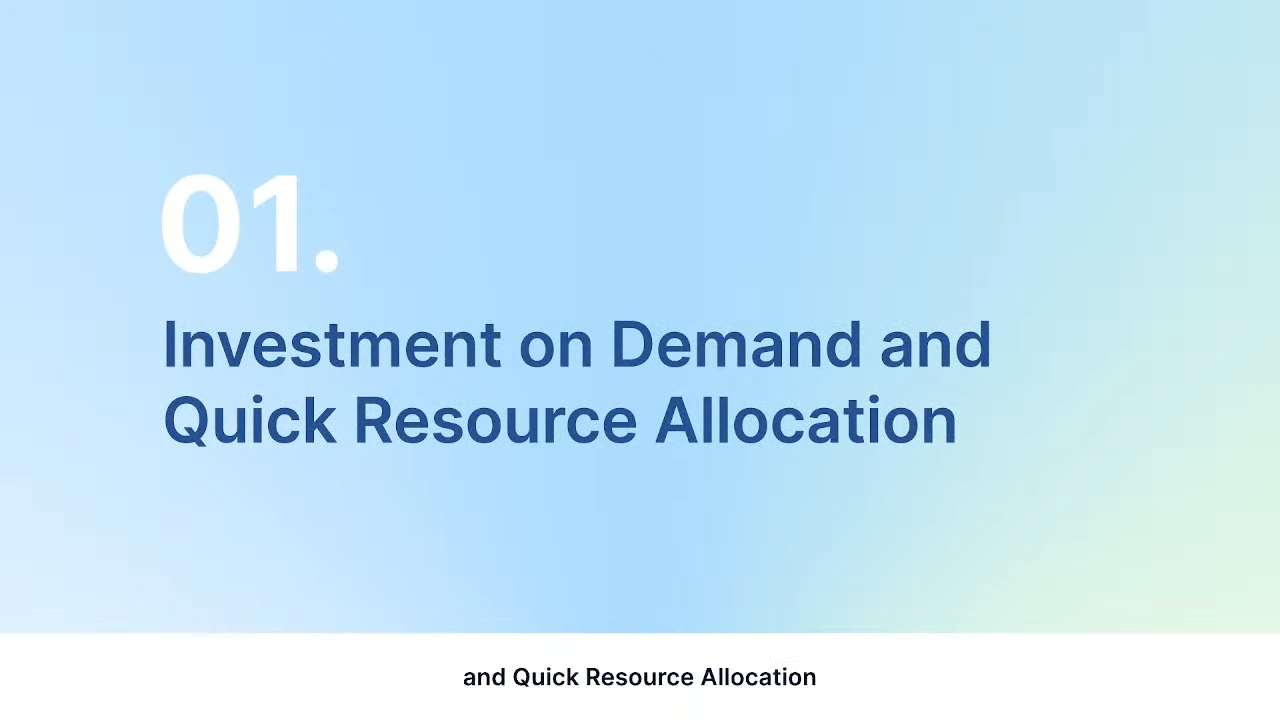 01.
Investment on Demand and
Quick Resource Allocation
and Quick Resource Allocation